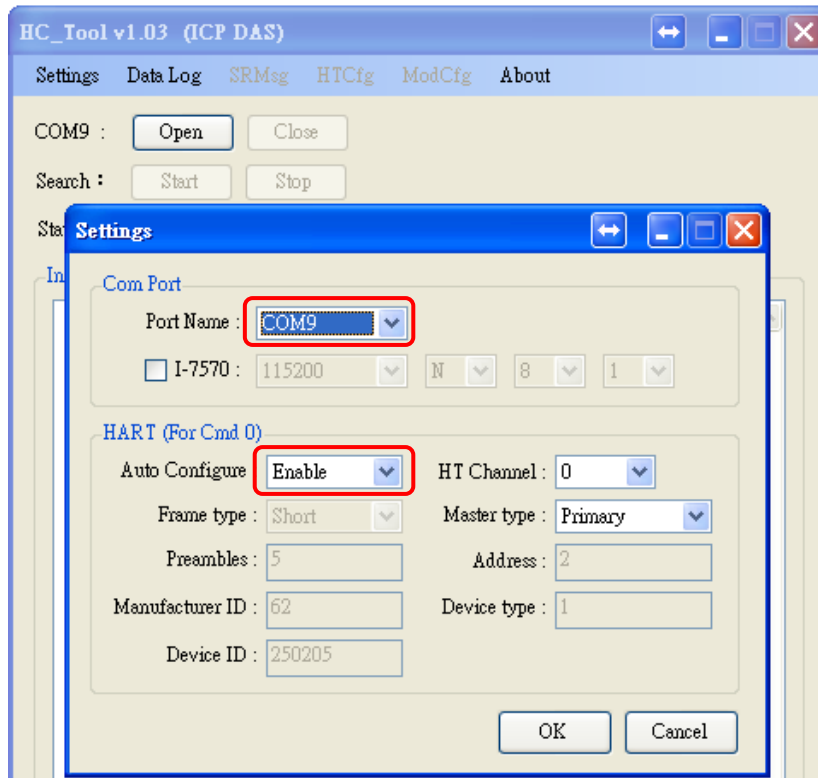 HC_Tool v1.03 (ICP DAS)
Settings Data Log SRMsg HTCfg ModCfg About
COM9 : Open Close
Search : Start Stop
Settings
Com Port
Port Name : COM9
I-7570 : 115200 N 8 1
HART (For Cmd 0)
Auto Configure Enable HT Channel : 0
Frame type : Short Master type : Primary
Preambles : 5 Address : 2
Manufacturer ID : 62 Device type : 1
Device ID : 250205
OK Cancel